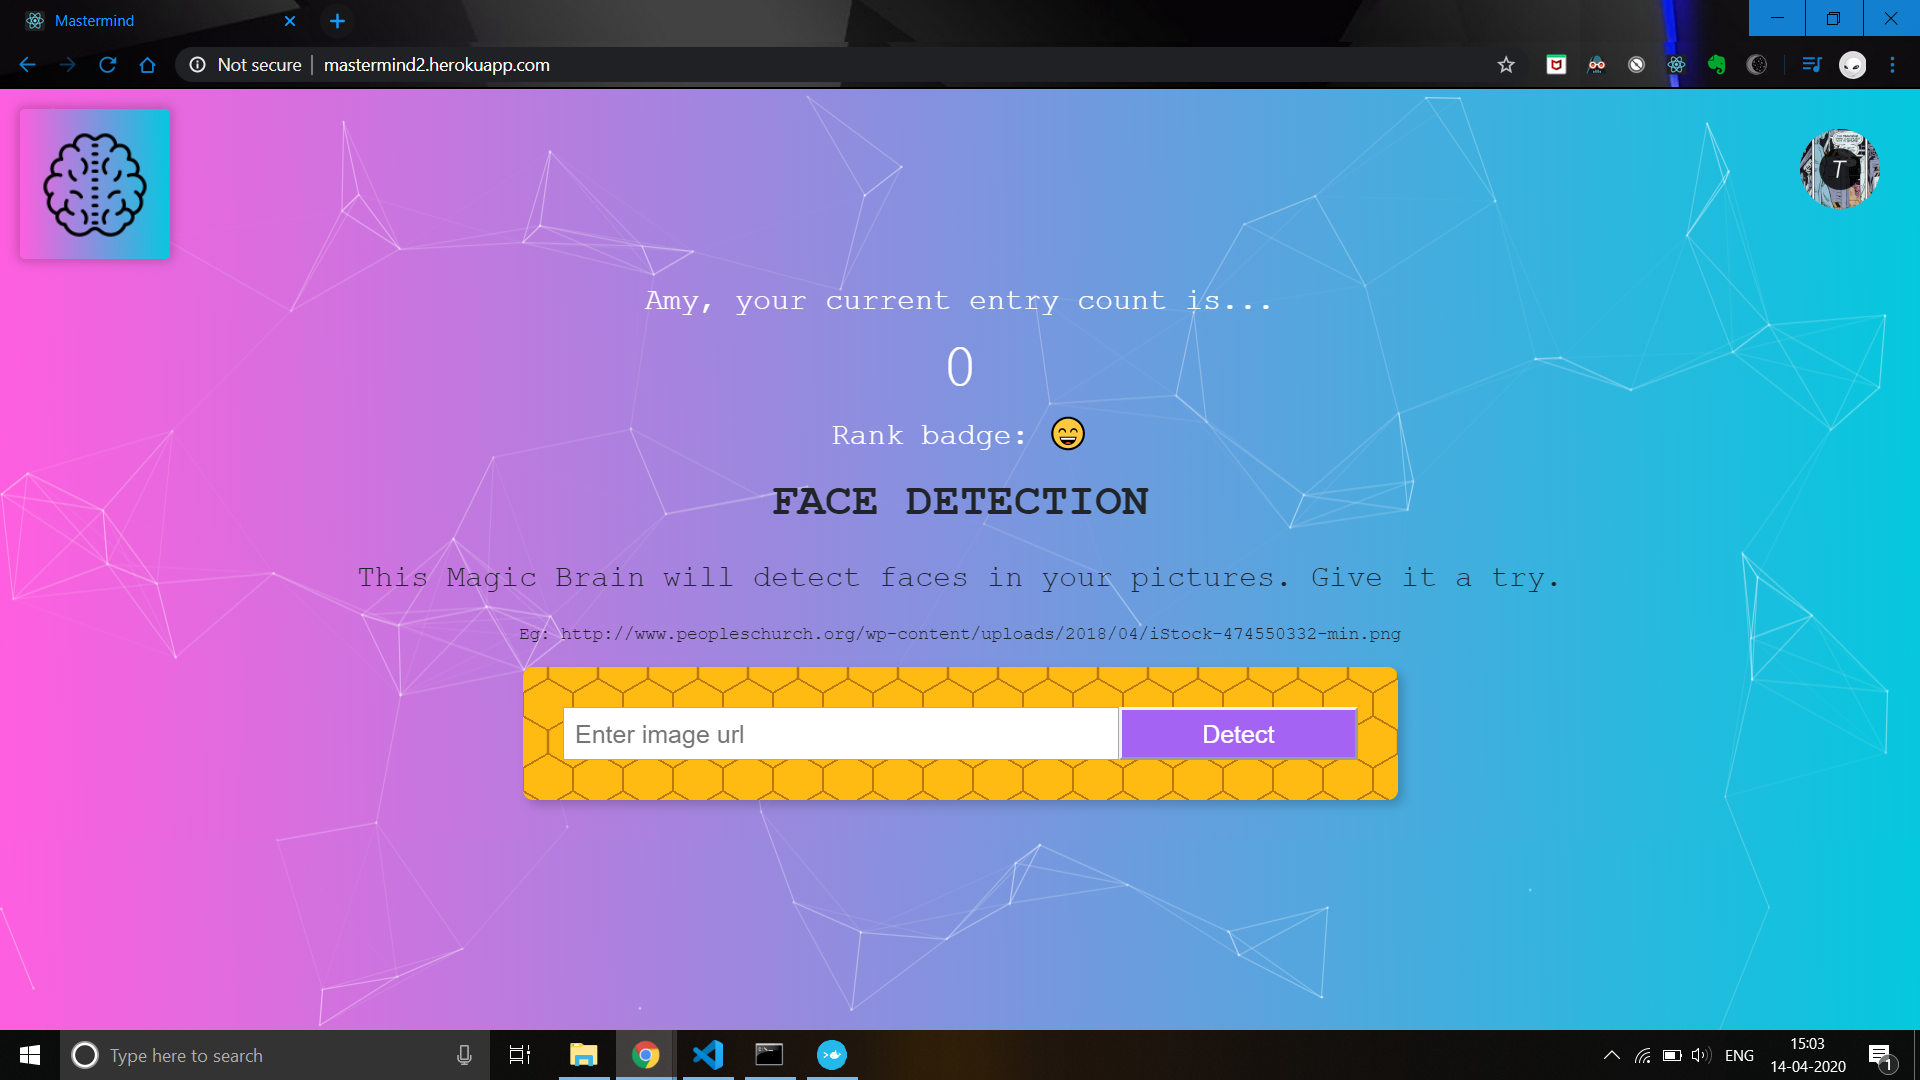 Mastermind
Not secure
mastermind2.herokuapp.com
T
Amy, your current entry count is...
0
Rank badge: 😄
FACE DETECTION
This Magic Brain will detect faces in your pictures. Give it a try.
Eg: http://www.peopleschurch.org/wp-content/uploads/2018/04/iStock-474550332-min.png
Enter image url
Detect
Type here to search
ENG
15:03
14-04-2020
1